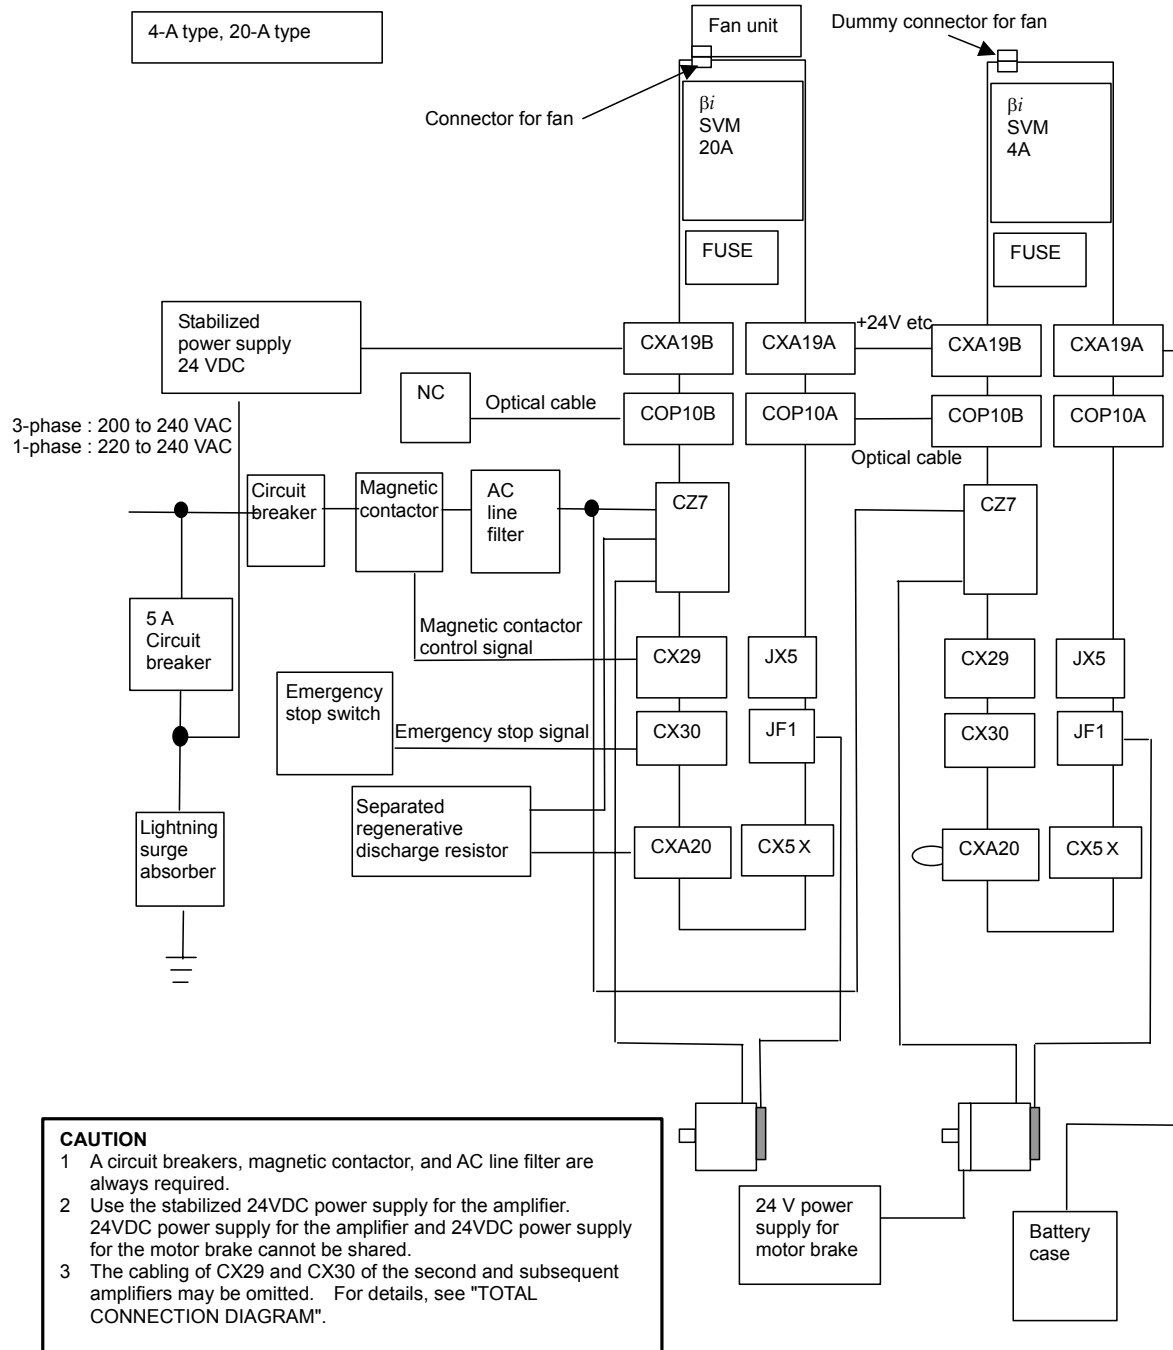 4-A type, 20-A type
Fan unit
Dummy connector for fan
Connector for fan
βi
SVM
20A
βi
SVM
4A
FUSE
FUSE
Stabilized
power supply
24 VDC
CXA19B
CXA19A
+24V etc
CXA19B
CXA19A
NC
Optical cable
COP10B
COP10A
COP10B
COP10A
Optical cable
3-phase : 200 to 240 VAC
1-phase : 220 to 240 VAC
Circuit
breaker
Magnetic
contactor
AC
line
filter
CZ7
CZ7
5 A
Circuit
breaker
Magnetic contactor
control signal
CX29
JX5
CX29
JX5
Emergency
stop switch
Emergency stop signal
CX30
JF1
CX30
JF1
Lightning
surge
absorber
Separated
regenerative
discharge resistor
CXA20
CX5 X
CXA20
CX5 X
24 V power
supply for
motor brake
Battery
case
CAUTION
1 A circuit breakers, magnetic contactor, and AC line filter are
always required.
2 Use the stabilized 24VDC power supply for the amplifier.
24VDC power supply for the amplifier and 24VDC power supply
for the motor brake cannot be shared.
3 The cabling of CX29 and CX30 of the second and subsequent
amplifiers may be omitted. For details, see "TOTAL
CONNECTION DIAGRAM".